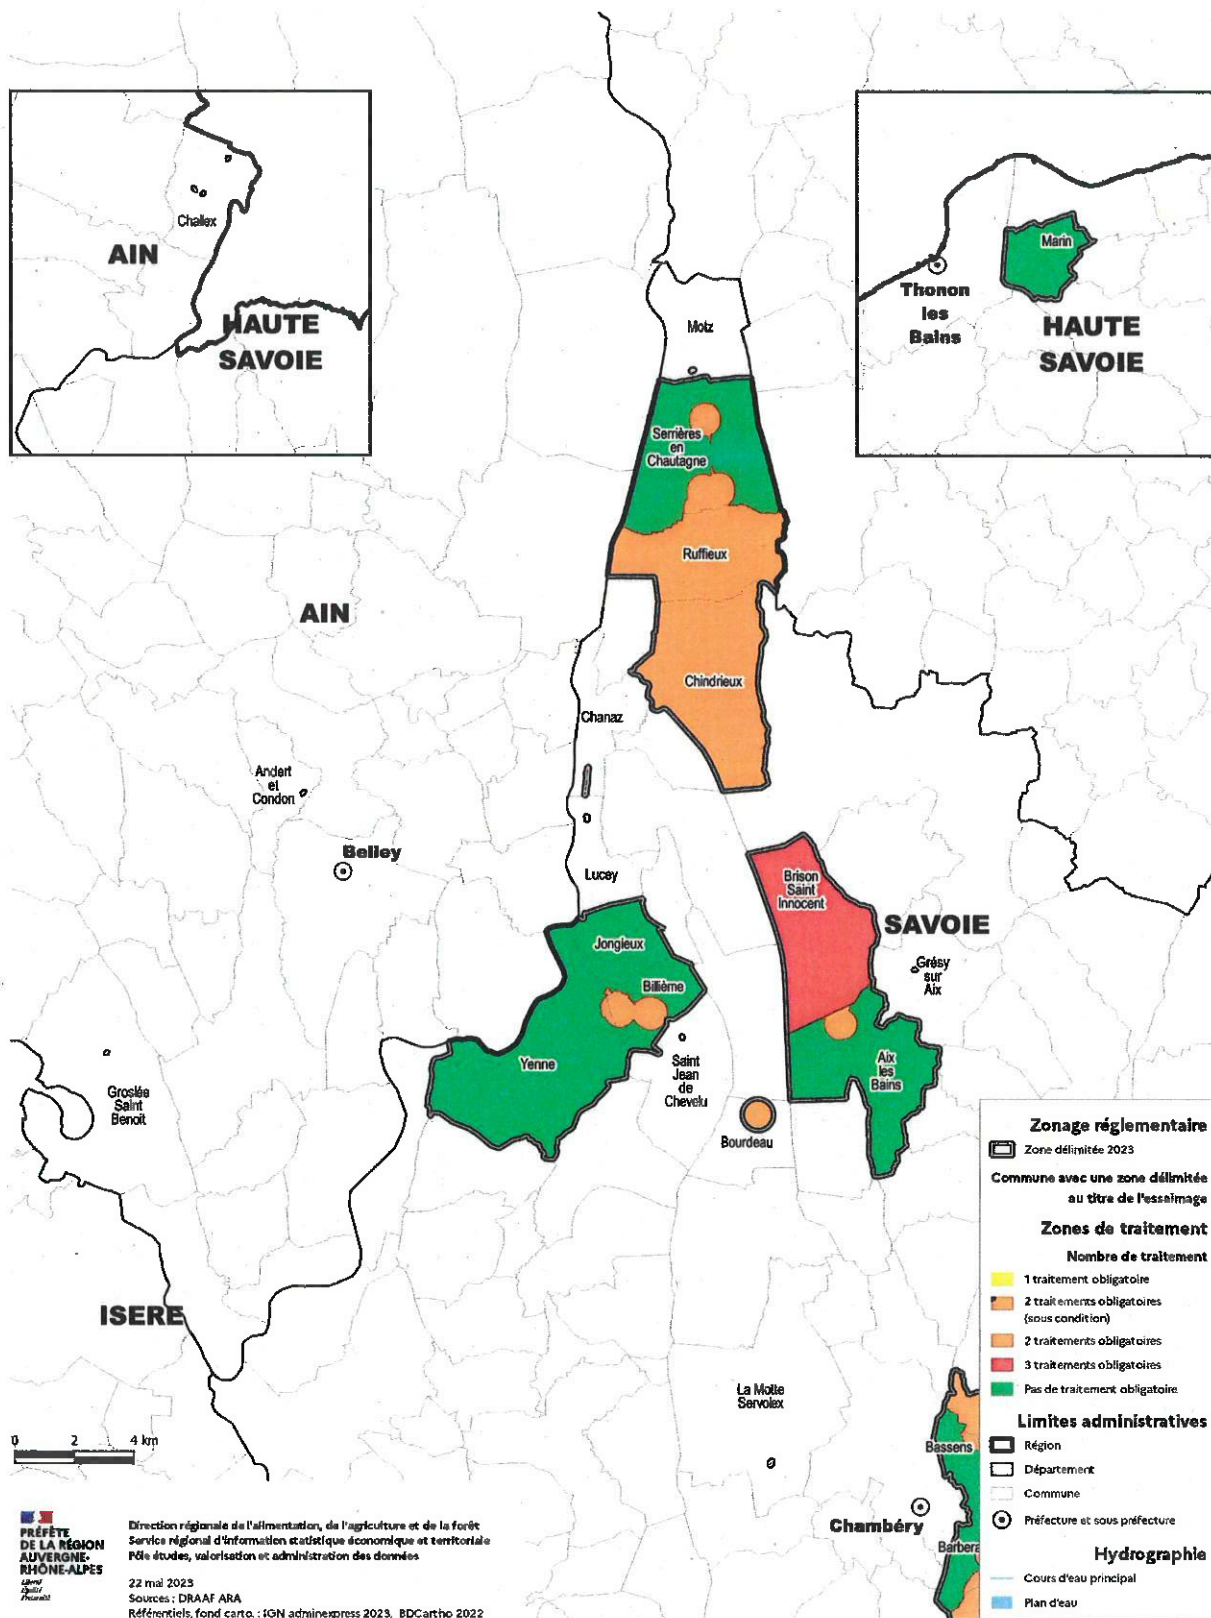 Challex
AIN
HAUTE
SAVOIE
Marin
Thonon
les
Bains
HAUTE
SAVOIE
Motz
Serrières
en
Chautagne
Ruffieux
AIN
Chindrieux
Chanaz
Andert
et
Condon
Belley
Lucey
Brison
Saint
Innocent
SAVOIE
Jongieux
Grésy
sur
Aix
Billième
Yenne
Saint
Jean
de
Chevelu
Aix
les
Bains
Groslée
Saint
Benoit
Bourdeau
ISERE
La Motte
Servolex
Bassens
Chambéry
Barbera
Zonage réglementaire
Zone délimitée 2023
Commune avec une zone délimitée
au titre de l'essaimage
Zones de traitement
Nombre de traitement
1 traitement obligatoire
2 traitements obligatoires
(sous condition)
2 traitements obligatoires
3 traitements obligatoires
Pas de traitement obligatoire
Limites administratives
Région
Département
Commune
Préfecture et sous préfecture
Hydrographie
Cours d'eau principal
Plan d'eau
0 2 4 km
PRÉFÈTE
DE LA RÉGION
AUVERGNE-
RHÔNE-ALPES
Liberté
Égalité
Fraternité
Direction régionale de l'alimentation, de l'agriculture et de la forêt
Service régional d'information statistique économique et territoriale
Pôle études, valorisation et administration des données
22 mai 2023
Sources : DRAAF ARA
Référentiels, fond carto. : IGN adminexpress 2023, BDCartho 2022